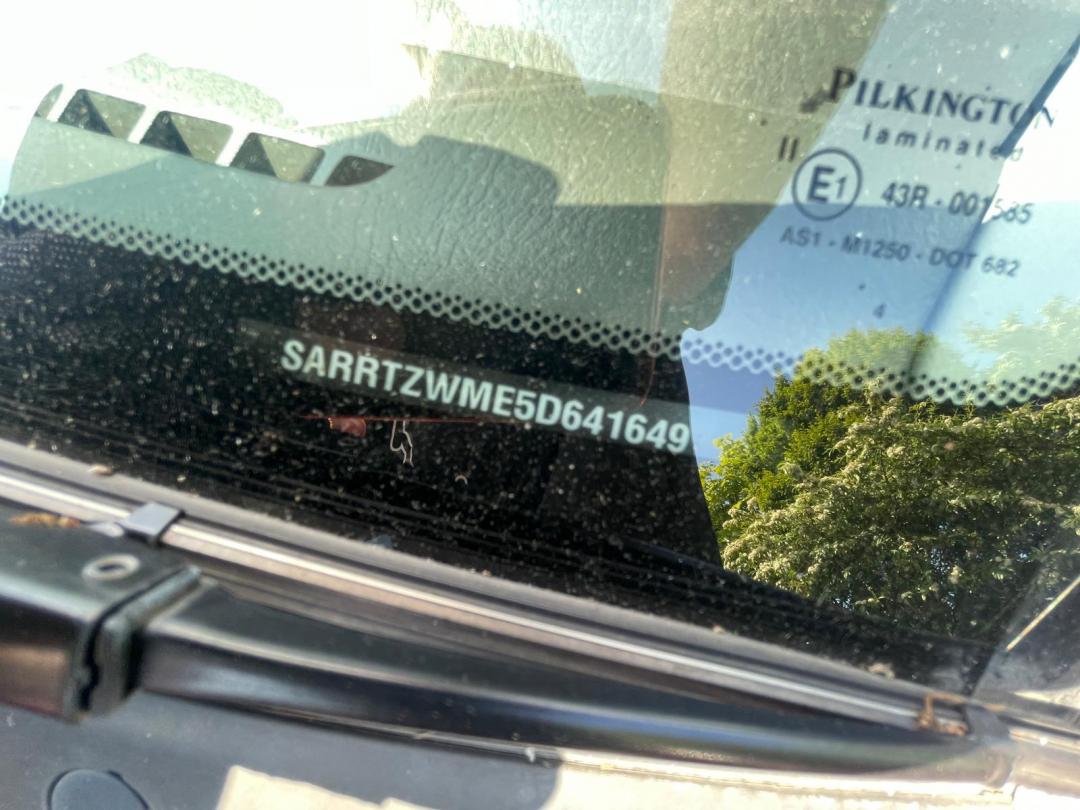 PILKINGTON
laminated
II
E1 43R - 001585
AS1 - M1250 - DOT 682
4
SARRTZWME5D641649